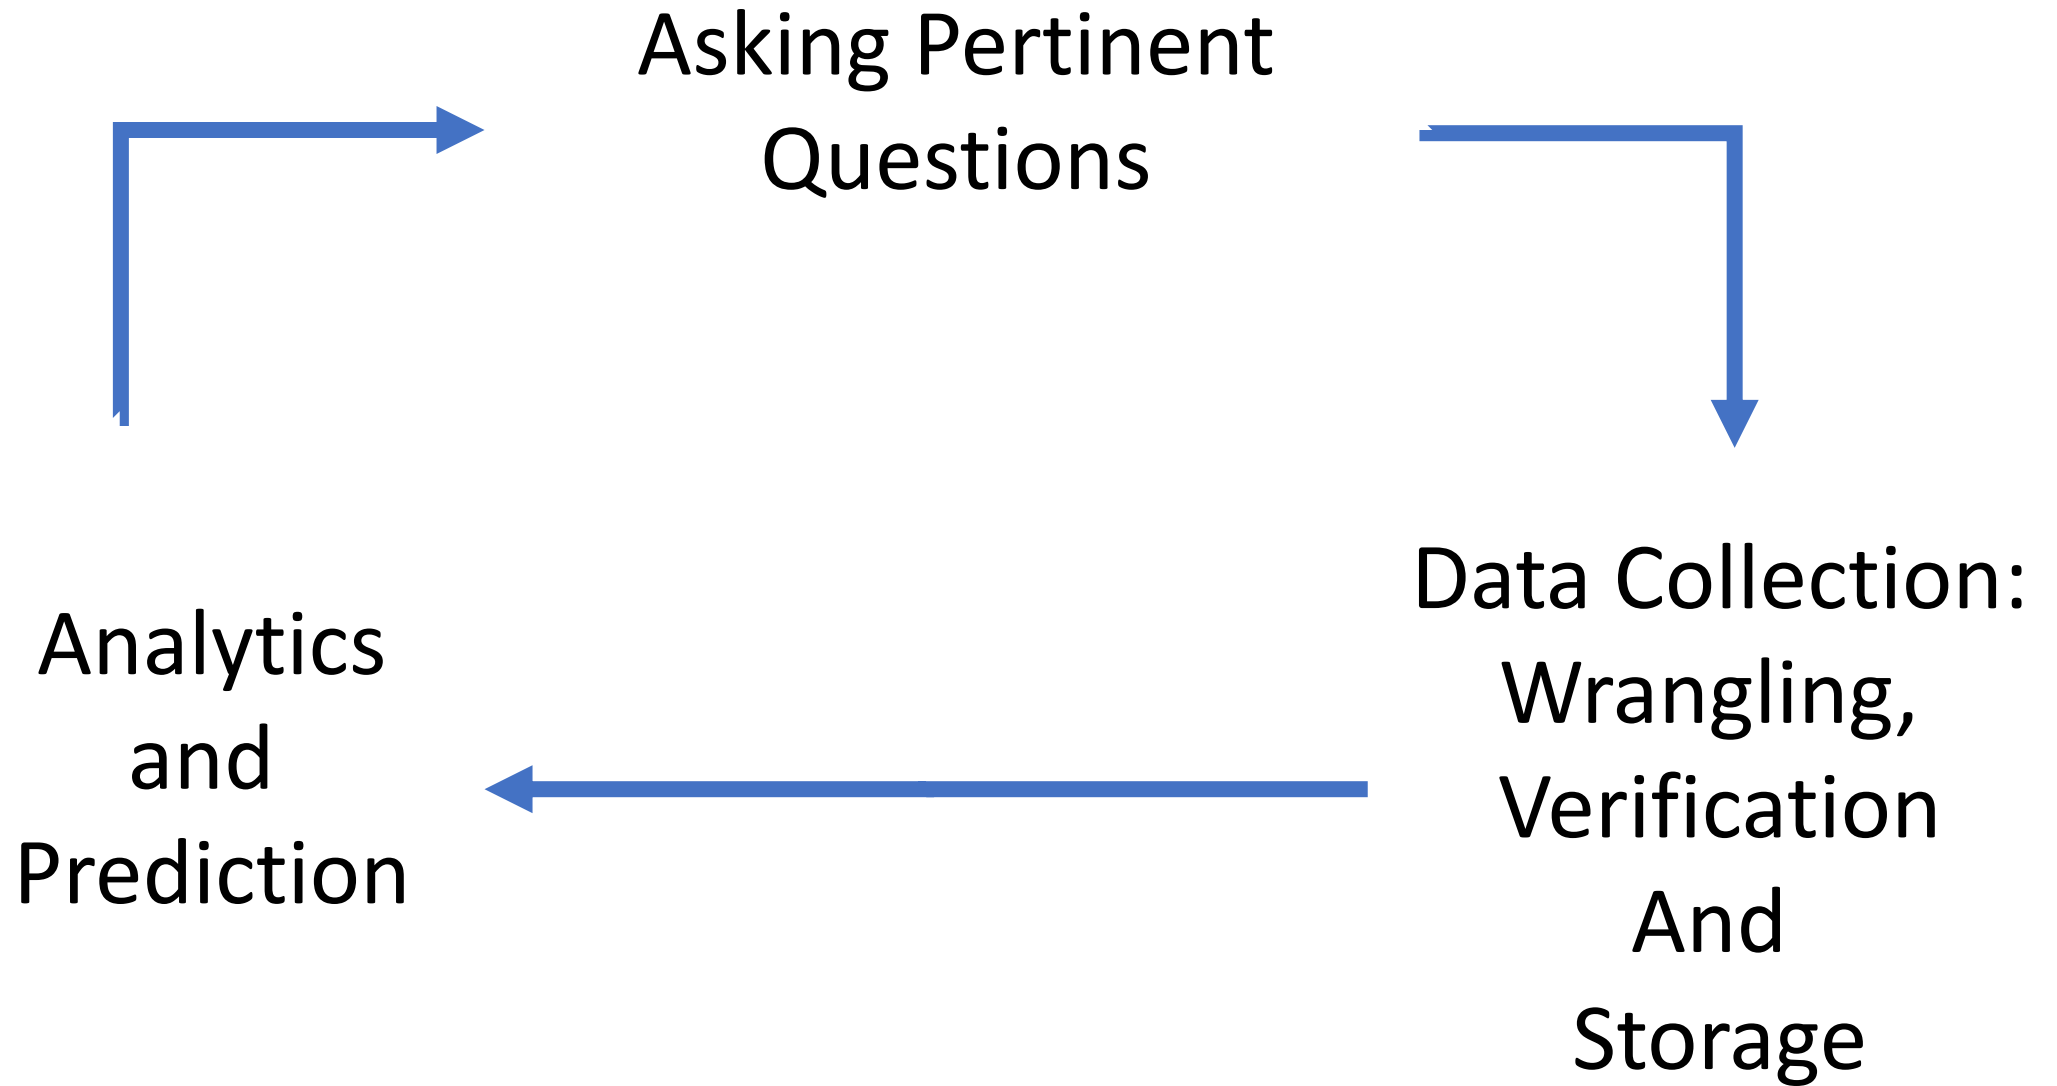 Asking Pertinent
Questions
Data Collection:
Wrangling,
Verification
And
Storage
Analytics
and
Prediction